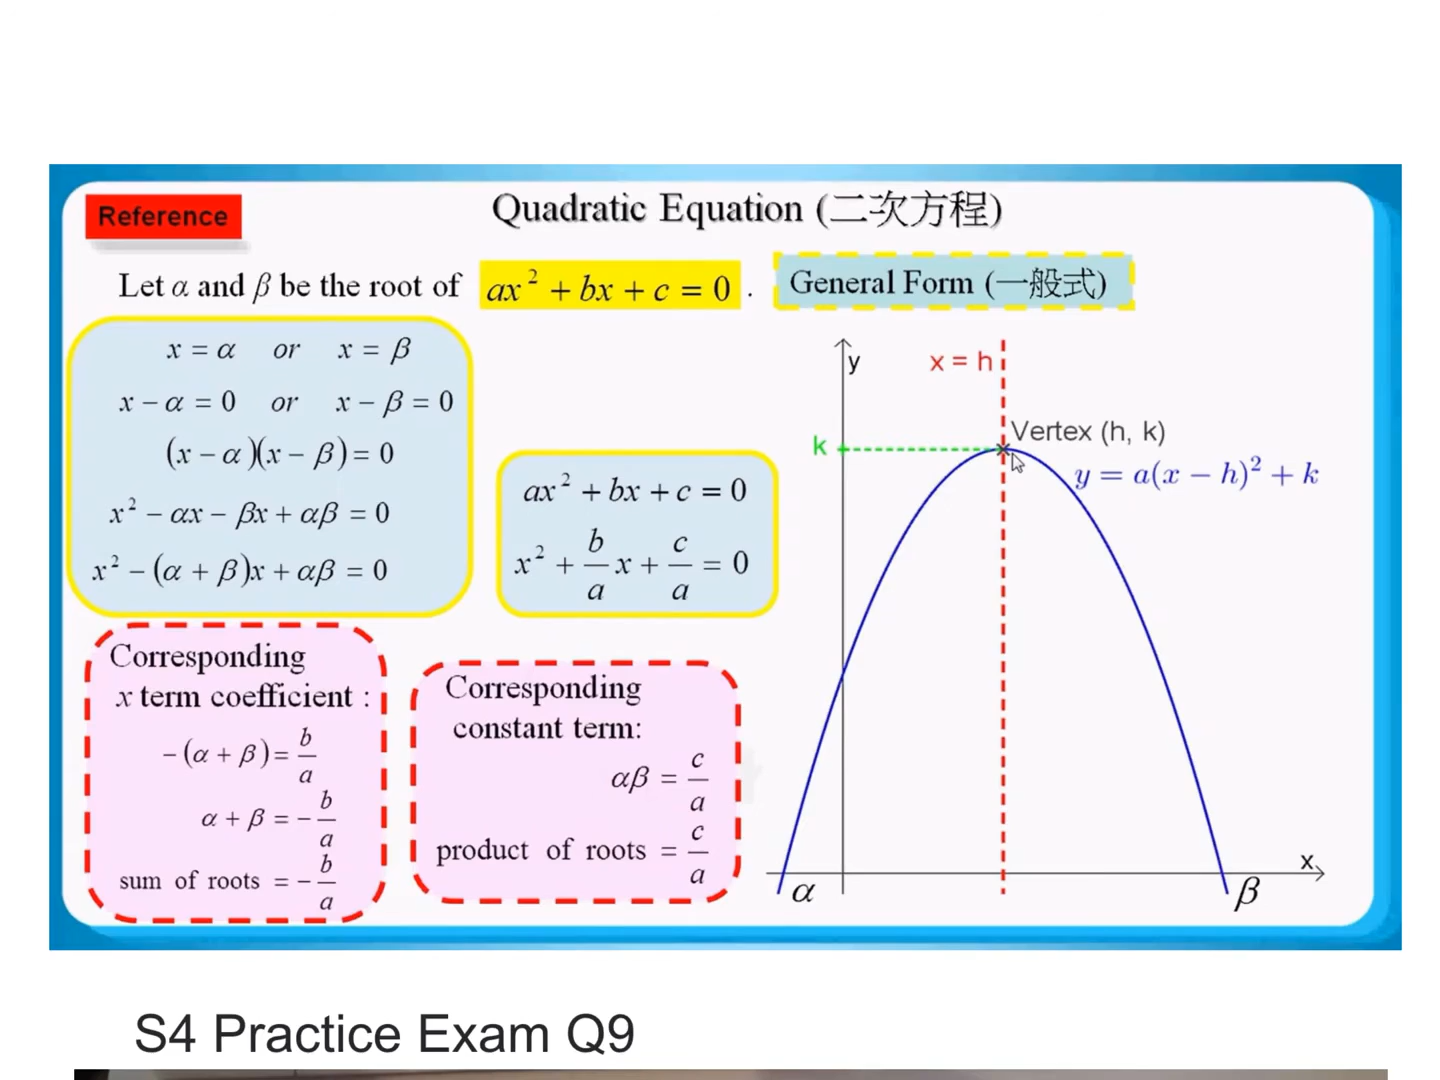 Reference
Quadratic Equation (二次方程)
Let α and β be the root of ax² + bx + c = 0 .
General Form (一般式)
x = α or x = β
x − α = 0 or x − β = 0
(x − α)(x − β) = 0
x² − αx − βx + αβ = 0
x² − (α + β)x + αβ = 0
ax² + bx + c = 0
x² + b/a x + c/a = 0
Corresponding
x term coefficient :
− (α + β) = b/a
α + β = − b/a
sum of roots = − b/a
Corresponding
constant term:
αβ = c/a
product of roots = c/a
y
x = h
k
Vertex (h, k)
y = a(x − h)² + k
x
α
β
S4 Practice Exam Q9